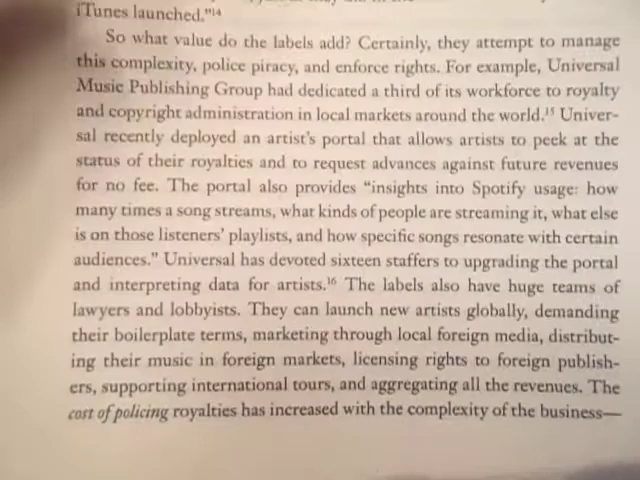 iTunes launched."14
So what value do the labels add? Certainly, they attempt to manage
this complexity, police piracy, and enforce rights. For example, Universal
Music Publishing Group had dedicated a third of its workforce to royalty
and copyright administration in local markets around the world.15 Univer-
sal recently deployed an artist's portal that allows artists to peek at the
status of their royalties and to request advances against future revenues
for no fee. The portal also provides "insights into Spotify usage: how
many times a song streams, what kinds of people are streaming it, what else
is on those listeners' playlists, and how specific songs resonate with certain
audiences." Universal has devoted sixteen staffers to upgrading the portal
and interpreting data for artists.16 The labels also have huge teams of
lawyers and lobbyists. They can launch new artists globally, demanding
their boilerplate terms, marketing through local foreign media, distribut-
ing their music in foreign markets, licensing rights to foreign publish-
ers, supporting international tours, and aggregating all the revenues. The
cost of policing royalties has increased with the complexity of the business—